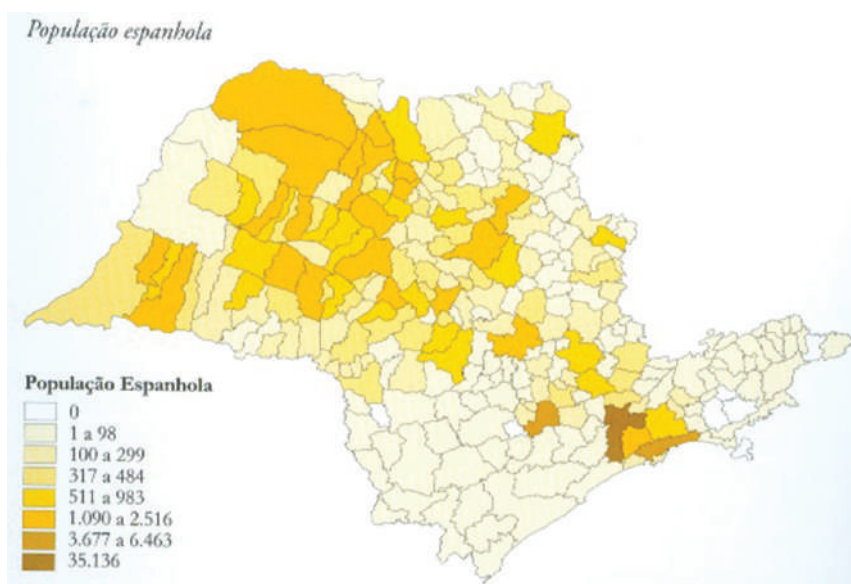 População espanhola
População Espanhola
0
1 a 98
100 a 299
317 a 484
511 a 983
1.090 a 2.516
3.677 a 6.463
35.136